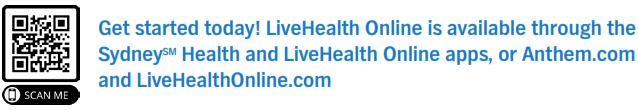 Get started today! LiveHealth Online is available through the
Sydney℠ Health and LiveHealth Online apps, or Anthem.com
and LiveHealthOnline.com
SCAN ME